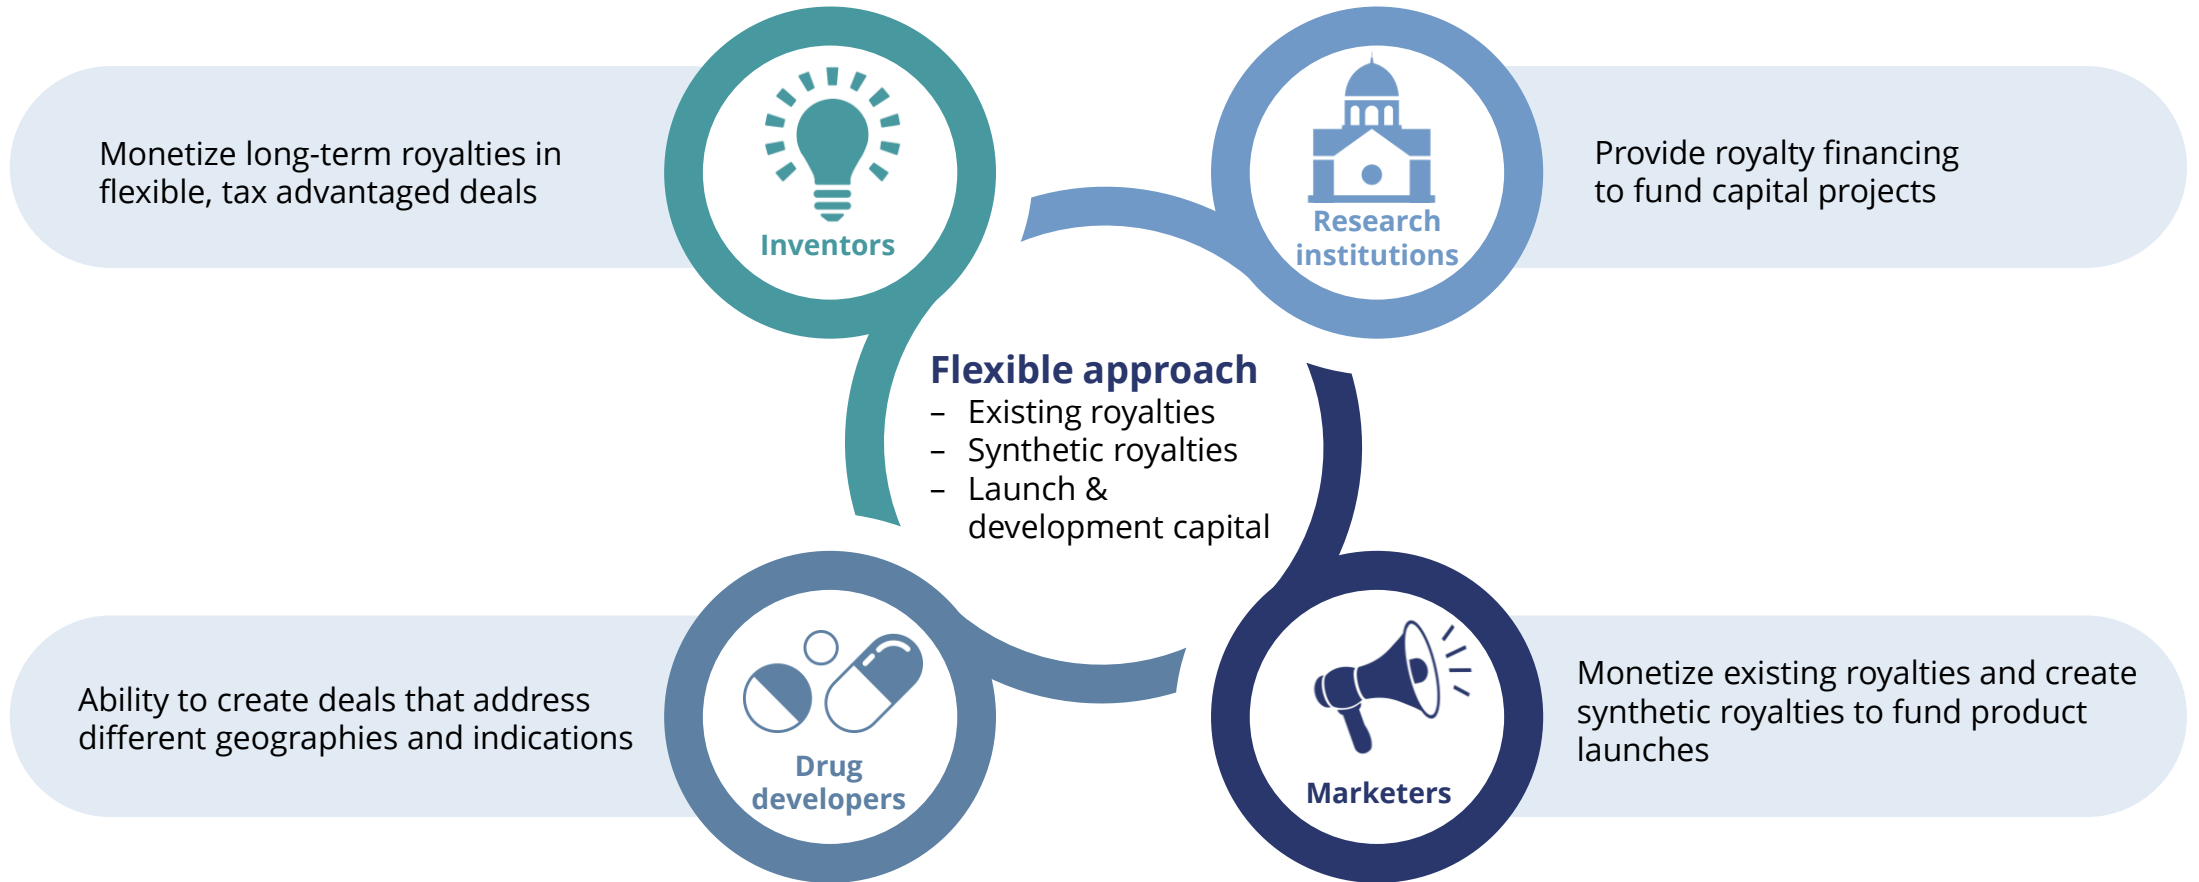 Monetize long-term royalties in
flexible, tax advantaged deals
Inventors
Research
institutions
Provide royalty financing
to fund capital projects
Flexible approach
– Existing royalties
– Synthetic royalties
– Launch &
development capital
Ability to create deals that address
different geographies and indications
Drug
developers
Marketers
Monetize existing royalties and create
synthetic royalties to fund product
launches